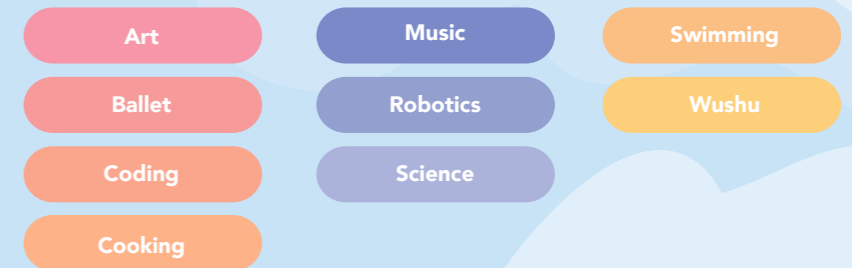 Art
Ballet
Coding
Cooking
Music
Robotics
Science
Swimming
Wushu